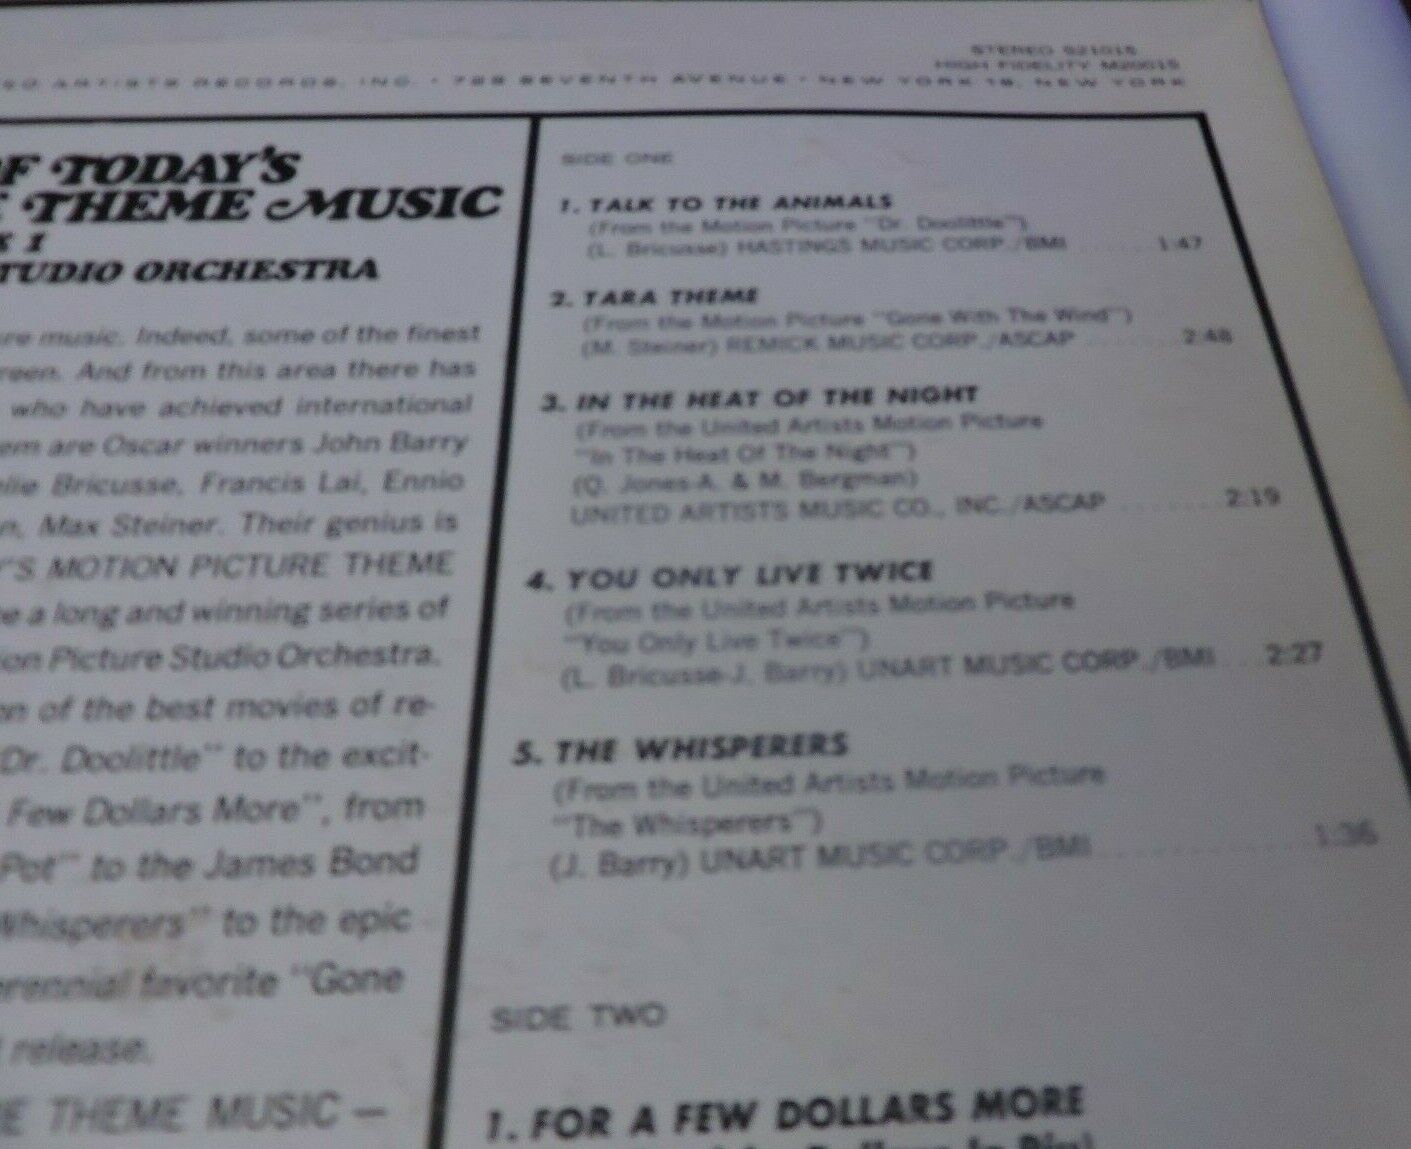 STEREO S21015
HIGH FIDELITY M20015
ARTISTS RECORDS, INC. • 729 SEVENTH AVENUE • NEW YORK 19, NEW YORK
OF TODAY'S
THEME MUSIC
I
STUDIO ORCHESTRA
music. Indeed, some of the finest
And from this area there has
who have achieved international
are Oscar winners John Barry
Bricusse, Francis Lai, Ennio
Max Steiner. Their genius is
'S MOTION PICTURE THEME
a long and winning series of
Picture Studio Orchestra.
of the best movies of re-
Dr. Doolittle" to the excit-
Few Dollars More", from
Pot" to the James Bond
Whisperers" to the epic
favorite "Gone
release.
THEME MUSIC —
SIDE ONE
1. TALK TO THE ANIMALS
(From the Motion Picture "Dr. Doolittle")
(L. Bricusse) HASTINGS MUSIC CORP./BMI ...... 1:47
2. TARA THEME
(From the Motion Picture "Gone With The Wind")
(M. Steiner) REMICK MUSIC CORP./ASCAP ........ 2:48
3. IN THE HEAT OF THE NIGHT
(From the United Artists Motion Picture
"In The Heat Of The Night")
(Q. Jones-A. & M. Bergman)
UNITED ARTISTS MUSIC CO., INC./ASCAP ........ 2:19
4. YOU ONLY LIVE TWICE
(From the United Artists Motion Picture
"You Only Live Twice")
(L. Bricusse-J. Barry) UNART MUSIC CORP./BMI ... 2:27
5. THE WHISPERERS
(From the United Artists Motion Picture
"The Whisperers")
(J. Barry) UNART MUSIC CORP./BMI .............. 1:36
SIDE TWO
1. FOR A FEW DOLLARS MORE